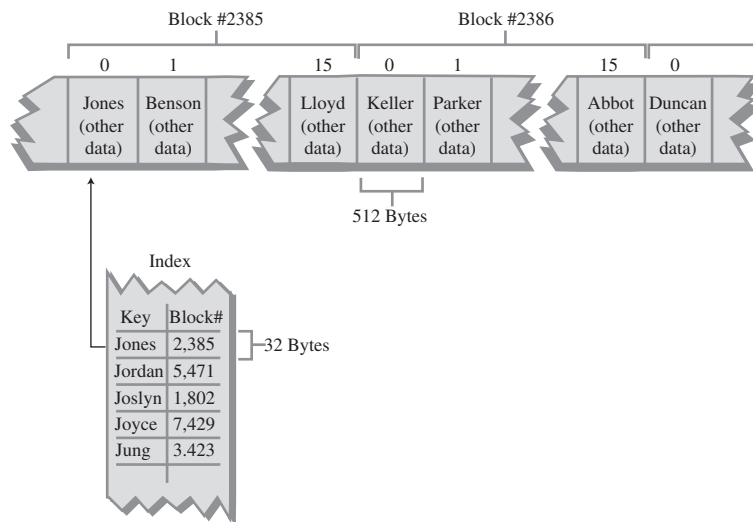 Block #2385
Block #2386
0
1
15
0
1
15
0
Jones
(other
data)
Benson
(other
data)
Lloyd
(other
data)
Keller
(other
data)
Parker
(other
data)
Abbot
(other
data)
Duncan
(other
data)
512 Bytes
Index
Key Block#
Jones 2,385
32 Bytes
Jordan 5,471
Joslyn 1,802
Joyce 7,429
Jung 3.423